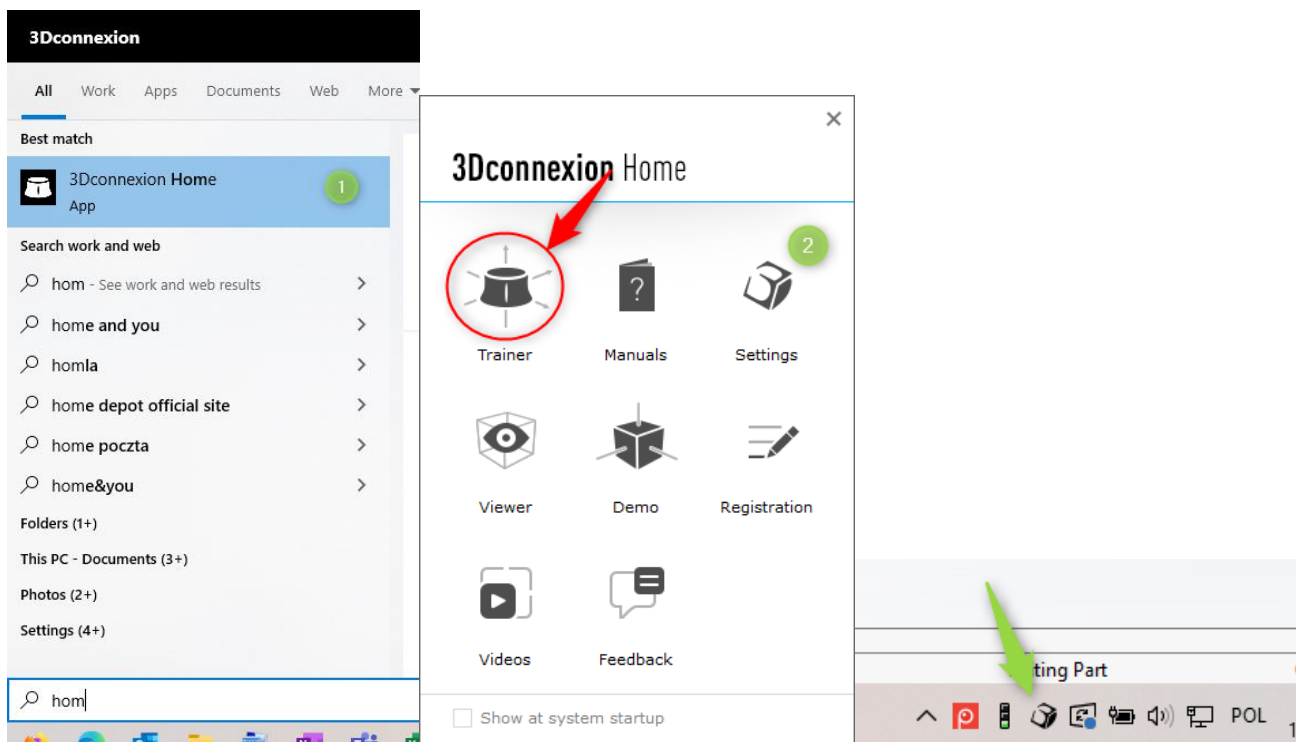 3Dconnexion
All Work Apps Documents Web More
Best match
3Dconnexion Home
App
1
Search work and web
hom - See work and web results
home and you
homla
home depot official site
home poczta
home&you
Folders (1+)
This PC - Documents (3+)
Photos (2+)
Settings (4+)
hom
3Dconnexion Home
2
Trainer Manuals Settings
Viewer Demo Registration
Videos Feedback
Show at system startup
ting Part
POL
1